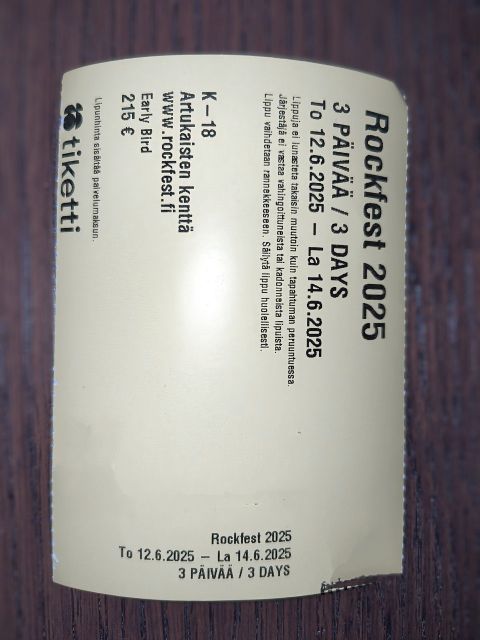 Rockfest 2025
3 PÄIVÄÄ / 3 DAYS
To 12.6.2025 – La 14.6.2025
Lippuja ei lunasteta takaisin muutoin kuin tapahtuman peruuntuessa.
Järjestäjä ei vastaa vahingoittuneista tai kadonneista lipuista.
Lippu vaihdetaan rannekkeeseen. Säilytä lippu huolellisesti.
K – 18
Artukaisten kenttä
www.rockfest.fi
Early Bird
215 €
Lipunhinta sisältää palvelumaksun.
tiketti
Rockfest 2025
To 12.6.2025 – La 14.6.2025
3 PÄIVÄÄ / 3 DAYS